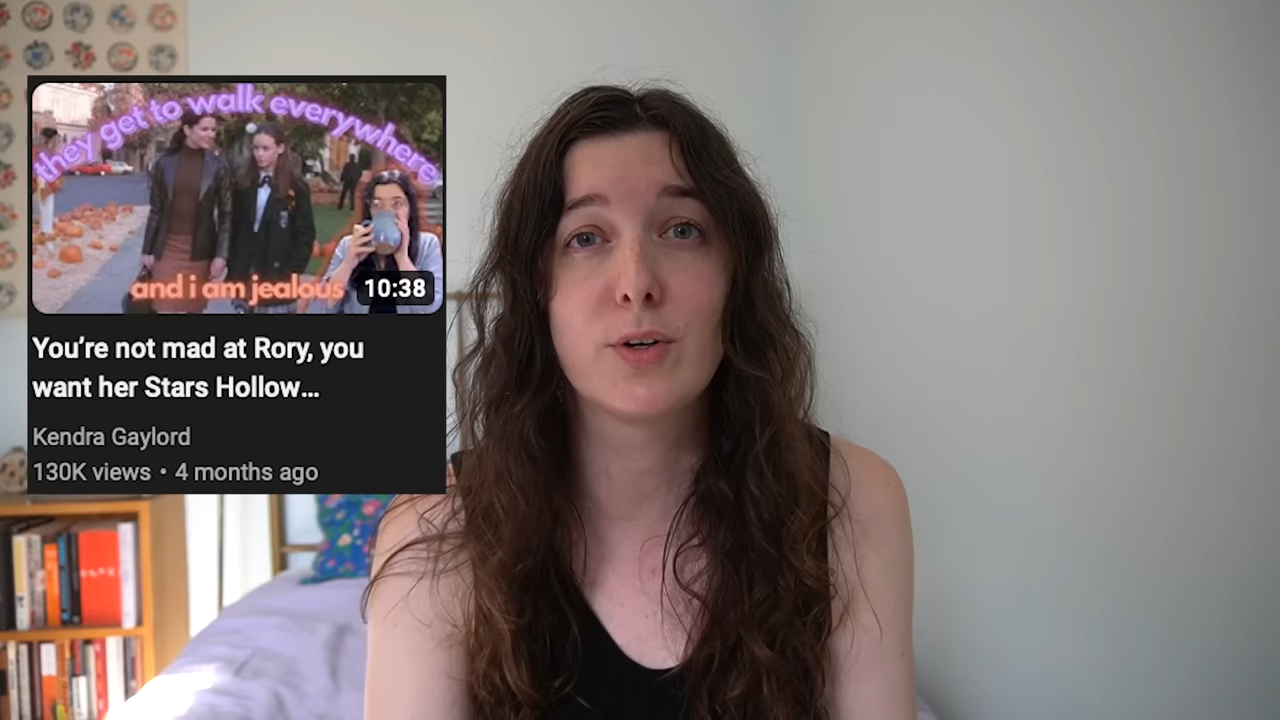 they get to walk everywhere
and i am jealous
10:38
You're not mad at Rory, you
want her Stars Hollow...
Kendra Gaylord
130K views • 4 months ago